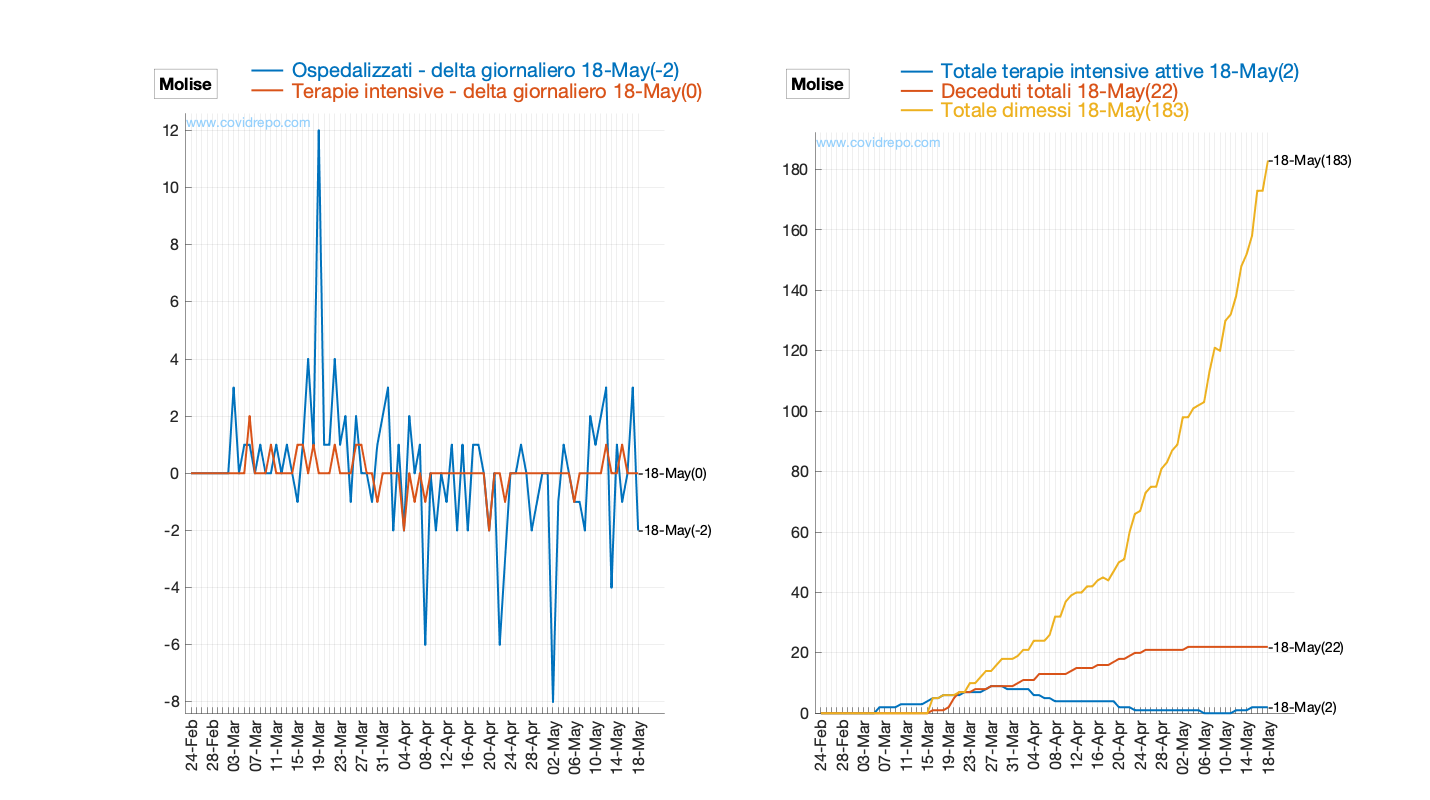 Molise
Ospedalizzati - delta giornaliero 18-May(-2)
Terapie intensive - delta giornaliero 18-May(0)
www.covidrepo.com
12
10
8
6
4
2
0
-2
-4
-6
-8
18-May(0)
18-May(-2)
24-Feb
28-Feb
03-Mar
07-Mar
11-Mar
15-Mar
19-Mar
23-Mar
27-Mar
31-Mar
04-Apr
08-Apr
12-Apr
16-Apr
20-Apr
24-Apr
28-Apr
02-May
06-May
10-May
14-May
18-May
Molise
Totale terapie intensive attive 18-May(2)
Deceduti totali 18-May(22)
Totale dimessi 18-May(183)
www.covidrepo.com
180
160
140
120
100
80
60
40
20
0
18-May(183)
18-May(22)
18-May(2)
24-Feb
28-Feb
03-Mar
07-Mar
11-Mar
15-Mar
19-Mar
23-Mar
27-Mar
31-Mar
04-Apr
08-Apr
12-Apr
16-Apr
20-Apr
24-Apr
28-Apr
02-May
06-May
10-May
14-May
18-May